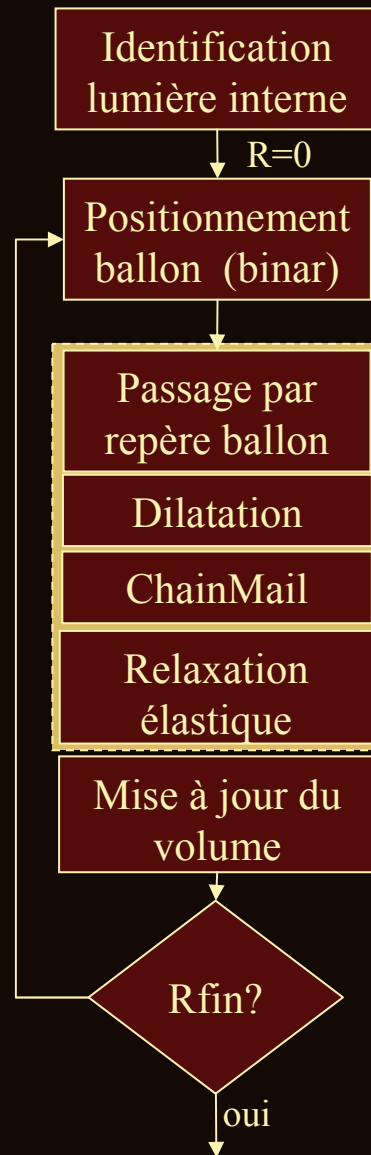 Identification
lumière interne
R=0
Positionnement
ballon (binar)
Passage par
repère ballon
Dilatation
ChainMail
Relaxation
élastique
Mise à jour du
volume
Rfin?
oui